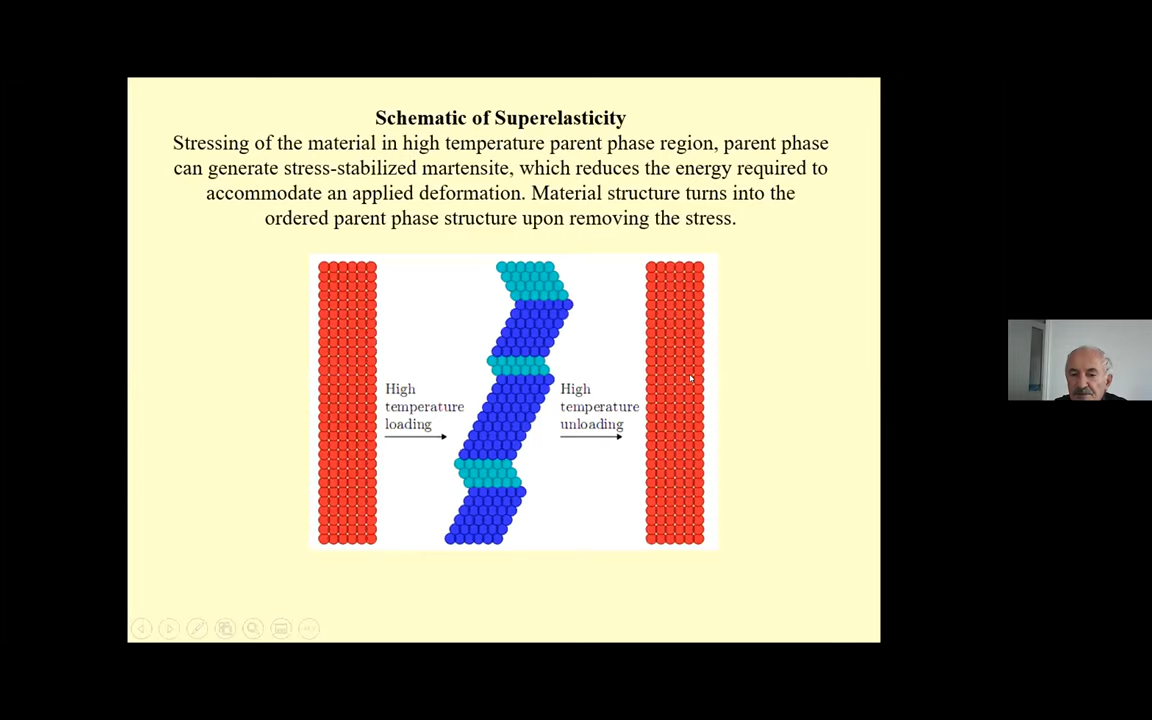 Schematic of Superelasticity
Stressing of the material in high temperature parent phase region, parent phase
can generate stress-stabilized martensite, which reduces the energy required to
accommodate an applied deformation. Material structure turns into the
ordered parent phase structure upon removing the stress.
High
temperature
loading
High
temperature
unloading